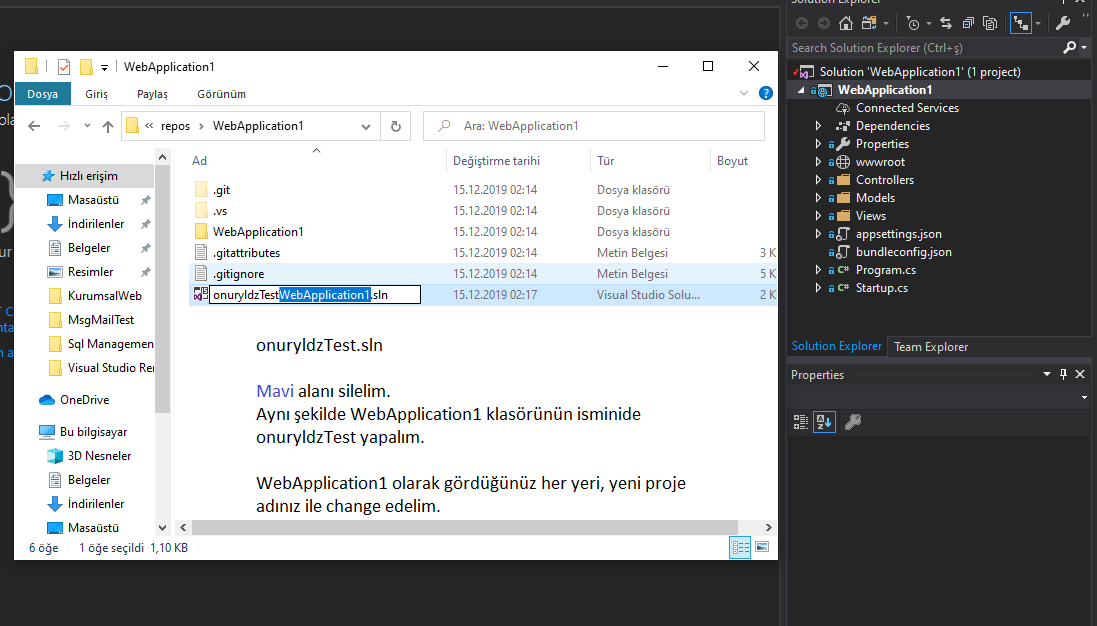 Solution Explorer
WebApplication1
Dosya Giriş Paylaş Görünüm
« repos › WebApplication1
Ara: WebApplication1
Ad Değiştirme tarihi Tür Boyut
Hızlı erişim
Masaüstü
İndirilenler
Belgeler
Resimler
KurumsalWeb
MsgMailTest
Sql Managemen
Visual Studio Rer
OneDrive
Bu bilgisayar
3D Nesneler
Belgeler
İndirilenler
Masaüstü
.git 15.12.2019 02:14 Dosya klasörü
.vs 15.12.2019 02:14 Dosya klasörü
WebApplication1 15.12.2019 02:14 Dosya klasörü
.gitattributes 15.12.2019 02:14 Metin Belgesi 3 K
.gitignore 15.12.2019 02:14 Metin Belgesi 5 K
onuryldzTestWebApplication1.sln 15.12.2019 02:17 Visual Studio Solu... 2 K
onuryldzTest.sln
Mavi alanı silelim.
Aynı şekilde WebApplication1 klasörünün isminide
onuryldzTest yapalım.
WebApplication1 olarak gördüğünüz her yeri, yeni proje
adınız ile change edelim.
6 öğe 1 öğe seçildi 1,10 KB
Search Solution Explorer (Ctrl+ş)
Solution 'WebApplication1' (1 project)
WebApplication1
Connected Services
Dependencies
Properties
wwwroot
Controllers
Models
Views
appsettings.json
bundleconfig.json
C# Program.cs
C# Startup.cs
Solution Explorer Team Explorer
Properties